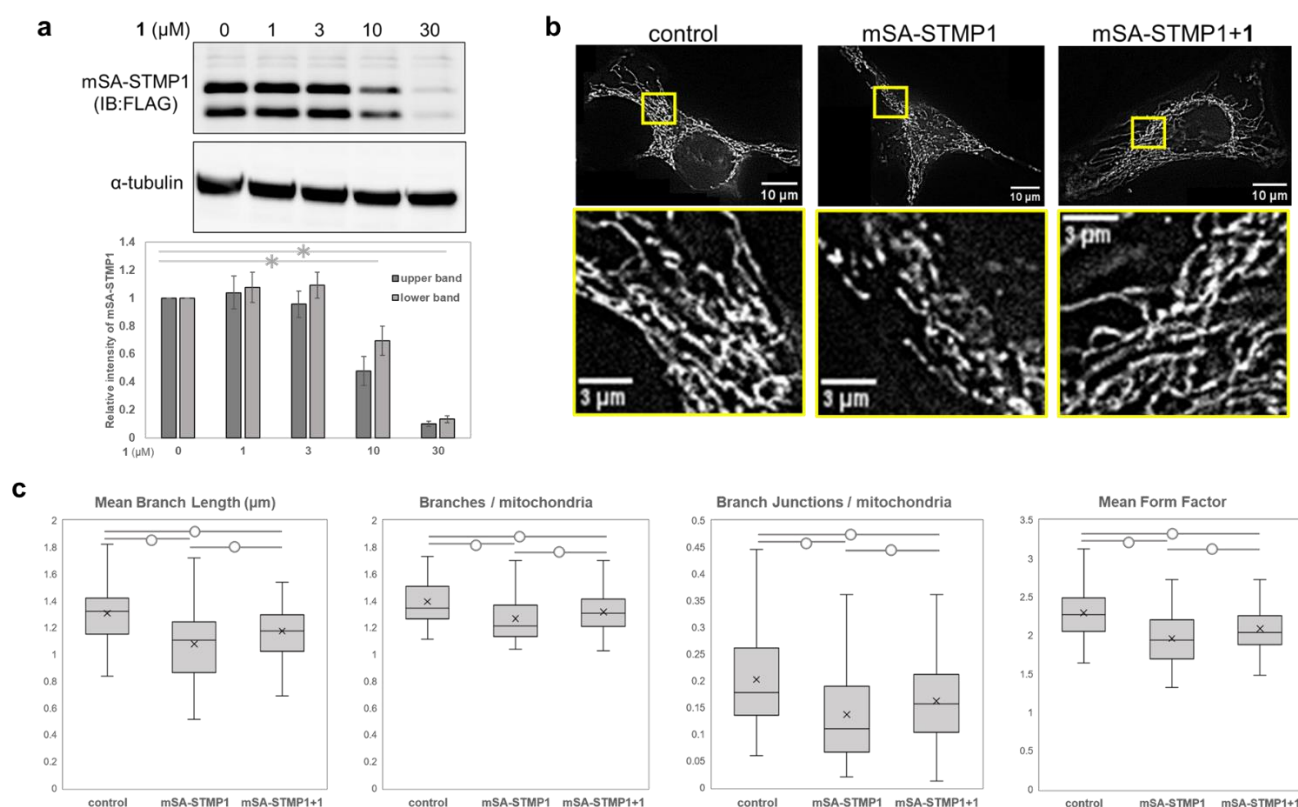 a
1 (µM) 0 1 3 10 30
mSA-STMP1
(IB:FLAG)
α-tubulin
Relative intensity of mSA-STMP1
1.4
1.2
1
0.8
0.6
0.4
0.2
0
*
*
upper band
lower band
1 (µM) 0 1 3 10 30
b
control mSA-STMP1 mSA-STMP1+1
10 µm 10 µm 10 µm
3 µm 3 µm 3 µm
c
Mean Branch Length (µm)
2
1.8
1.6
1.4
1.2
1
0.8
0.6
0.4
0.2
0
control mSA-STMP1 mSA-STMP1+1
Branches / mitochondria
2
1.8
1.6
1.4
1.2
1
0.8
0.6
0.4
0.2
0
control mSA-STMP1 mSA-STMP1+1
Branch Junctions / mitochondria
0.5
0.45
0.4
0.35
0.3
0.25
0.2
0.15
0.1
0.05
0
control mSA-STMP1 mSA-STMP1+1
Mean Form Factor
3.5
3
2.5
2
1.5
1
0.5
0
control mSA-STMP1 mSA-STMP1+1